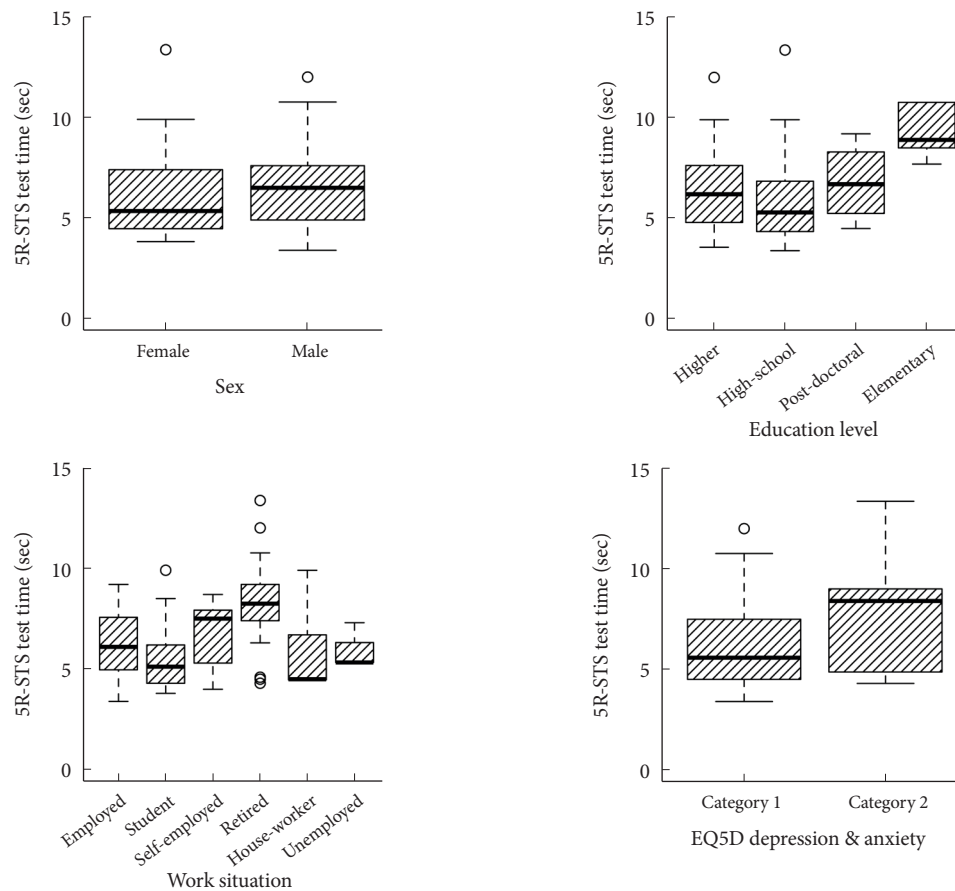 15
10
5
0
5R-STS test time (sec)
Female
Male
Sex
15
10
5
0
5R-STS test time (sec)
Higher
High-school
Post-doctoral
Elementary
Education level
15
10
5
0
5R-STS test time (sec)
Employed
Student
Self-employed
Retired
House-worker
Unemployed
Work situation
15
10
5
0
5R-STS test time (sec)
Category 1
Category 2
EQ5D depression & anxiety